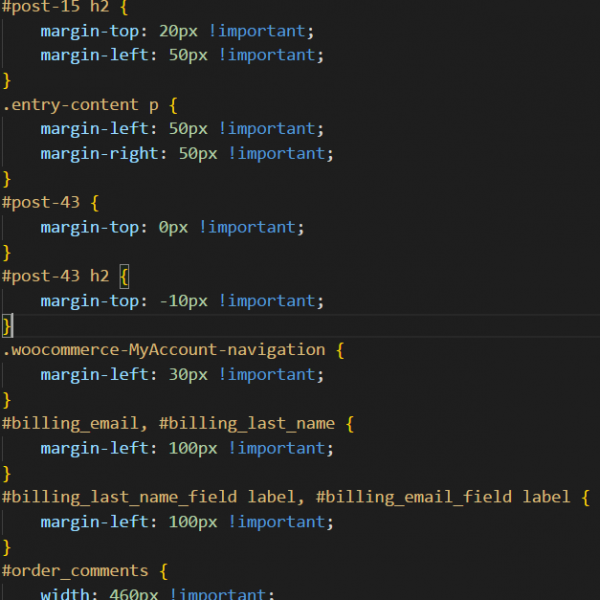 #post-15 h2 {
margin-top: 20px !important;
margin-left: 50px !important;
}
.entry-content p {
margin-left: 50px !important;
margin-right: 50px !important;
}
#post-43 {
margin-top: 0px !important;
}
#post-43 h2 {
margin-top: -10px !important;
}
.woocommerce-MyAccount-navigation {
margin-left: 30px !important;
}
#billing_email, #billing_last_name {
margin-left: 100px !important;
}
#billing_last_name_field label, #billing_email_field label {
margin-left: 100px !important;
}
#order_comments {
width: 460px !important;